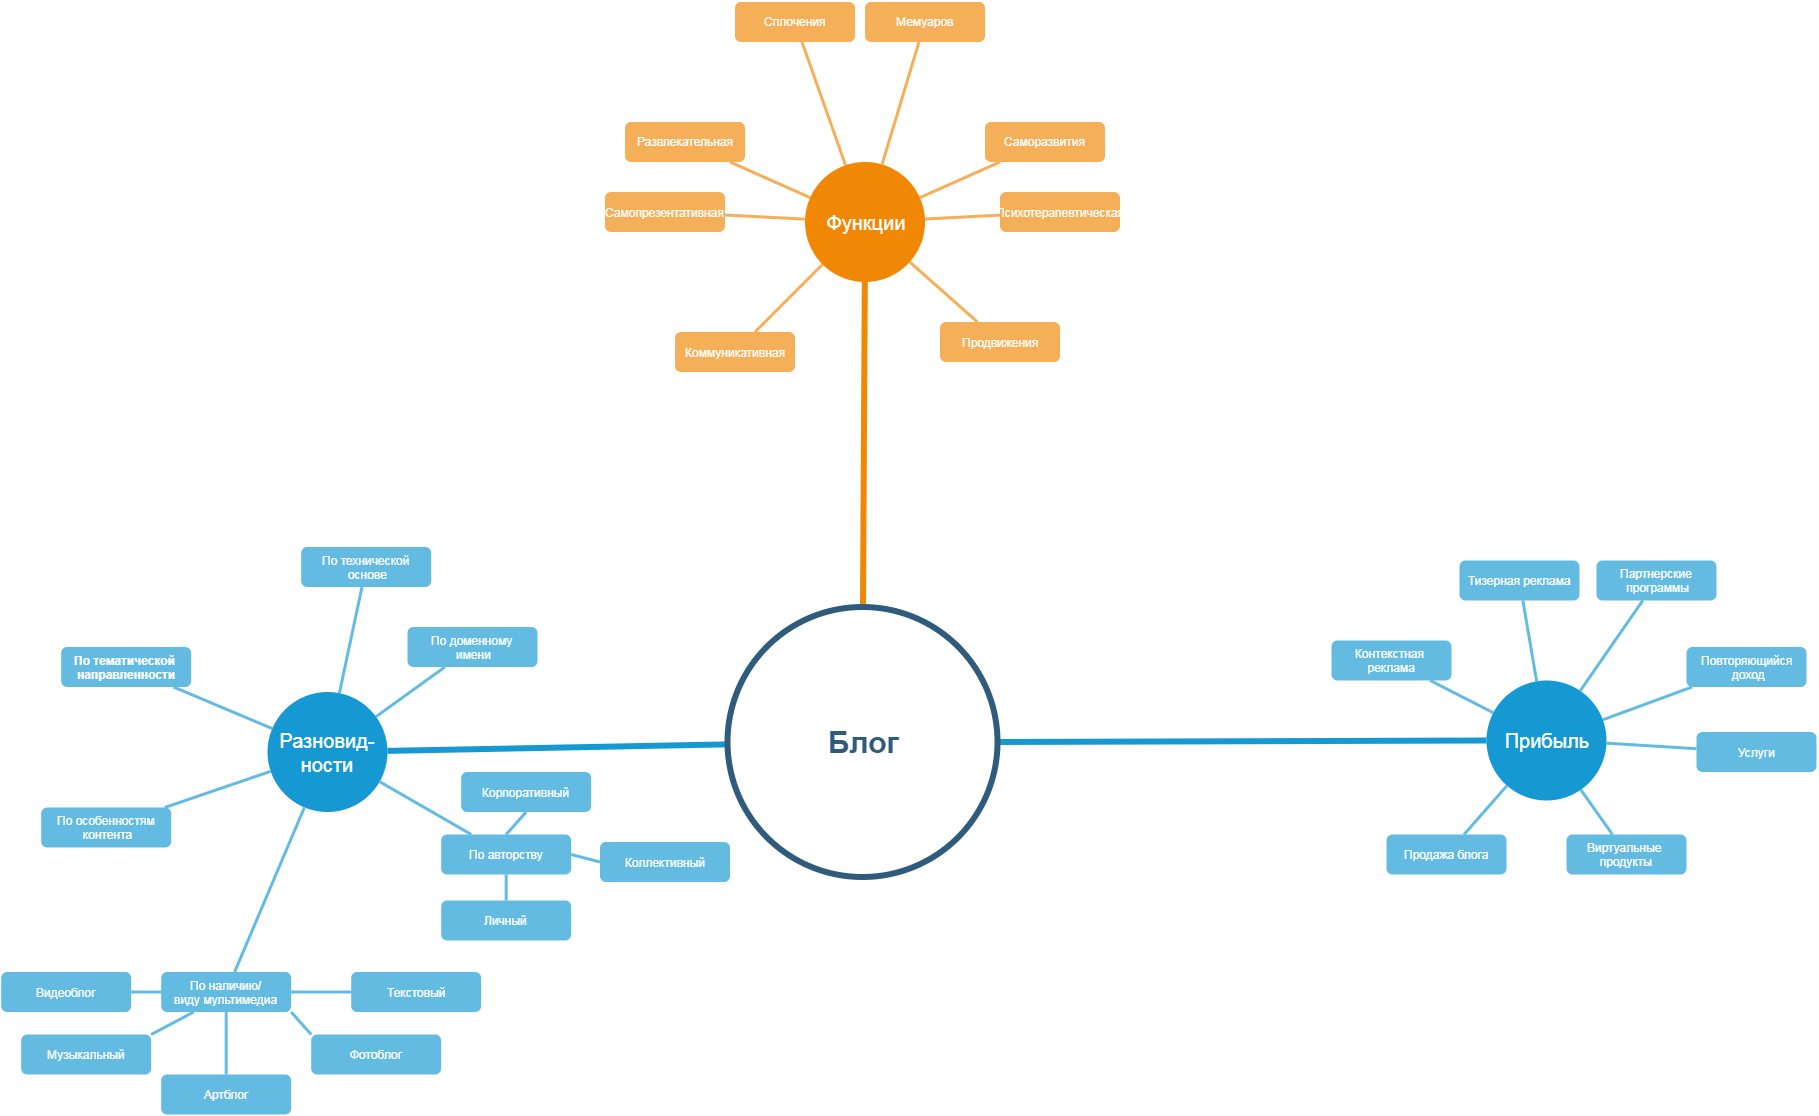 Сплочения
Мемуаров
Развлекательная
Саморазвития
Самопрезентативная
Психотерапевтическая
Функции
Коммуникативная
Продвижения
По технической
основе
По доменному
имени
По тематической
направленности
Разновид-
ности
По особенностям
контента
Корпоративный
По авторству
Коллективный
Личный
По наличию/
виду мультимедиа
Видеоблог
Текстовый
Музыкальный
Фотоблог
Артблог
Блог
Тизерная реклама
Партнерские
программы
Контекстная
реклама
Повторяющийся
доход
Прибыль
Услуги
Продажа блога
Виртуальные
продукты